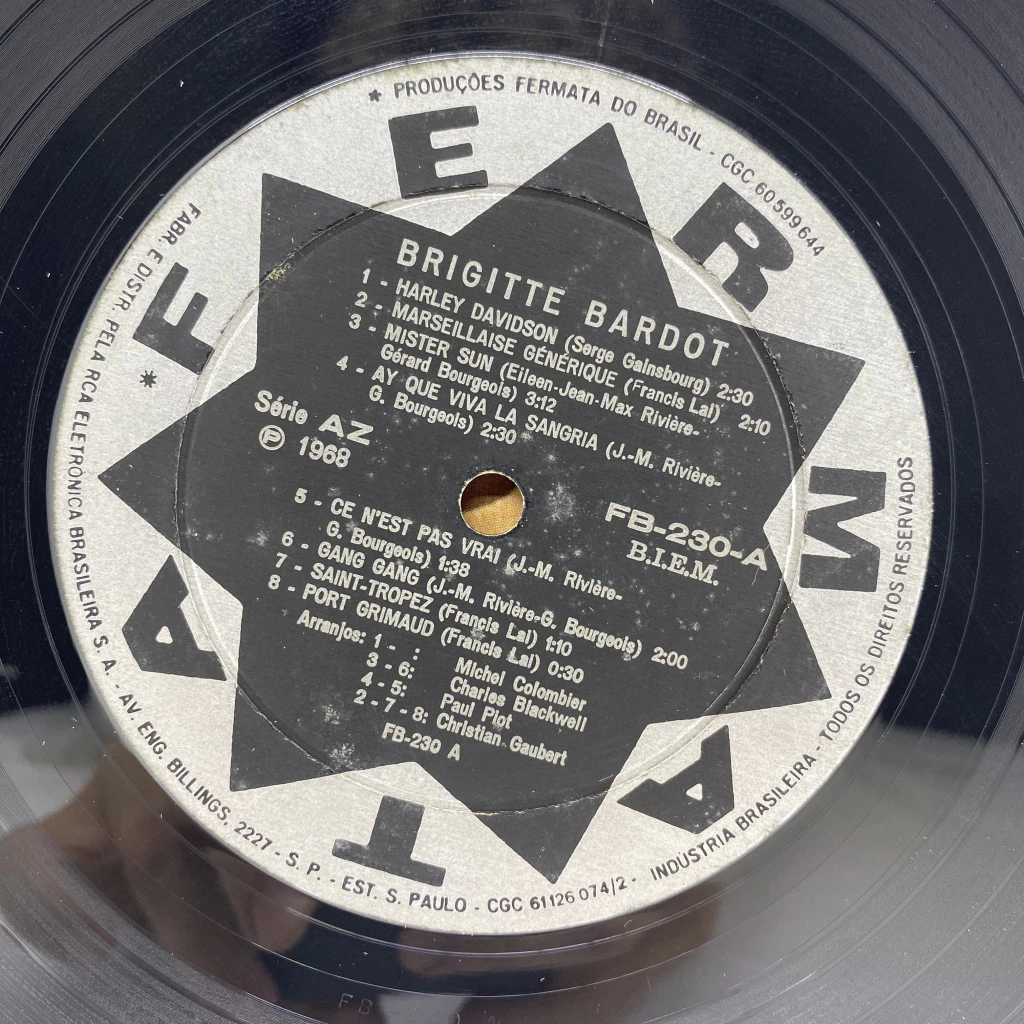 * PRODUÇÕES FERMATA DO BRASIL - CGC 60 599 644
FERMATA
BRIGITTE BARDOT
1 - HARLEY DAVIDSON (Serge Gainsbourg) 2:30
2 - MARSEILLAISE GÉNÉRIQUE (Francis Lai) 2:10
3 - MISTER SUN (Eileen-Jean-Max Rivière-
Gérard Bourgeois) 3:12
4 - AY QUE VIVA LA SANGRIA (J.-M. Rivière-
G. Bourgeois) 2:30
Série AZ
℗ 1968
FB-230-A
B.I.E.M.
5 - CE N'EST PAS VRAI (J.-M. Rivière-
G. Bourgeois) 1:38
6 - GANG GANG (J.-M. Rivière-G. Bourgeois) 2:00
7 - SAINT-TROPEZ (Francis Lai) 1:10
8 - PORT GRIMAUD (Francis Lai) 0:30
Arranjos: 1 - : Michel Colombier
3 - 6: Charles Blackwell
4 - 5: Paul Piot
2 - 7 - 8: Christian Gaubert
FB-230 A
* FABR. E DISTR. PELA RCA ELETRÔNICA BRASILEIRA S. A. - AV. ENG. BILLINGS, 2227 - S. P. - EST. S. PAULO - CGC 61126 074/2 - INDÚSTRIA BRASILEIRA - TODOS OS DIREITOS RESERVADOS